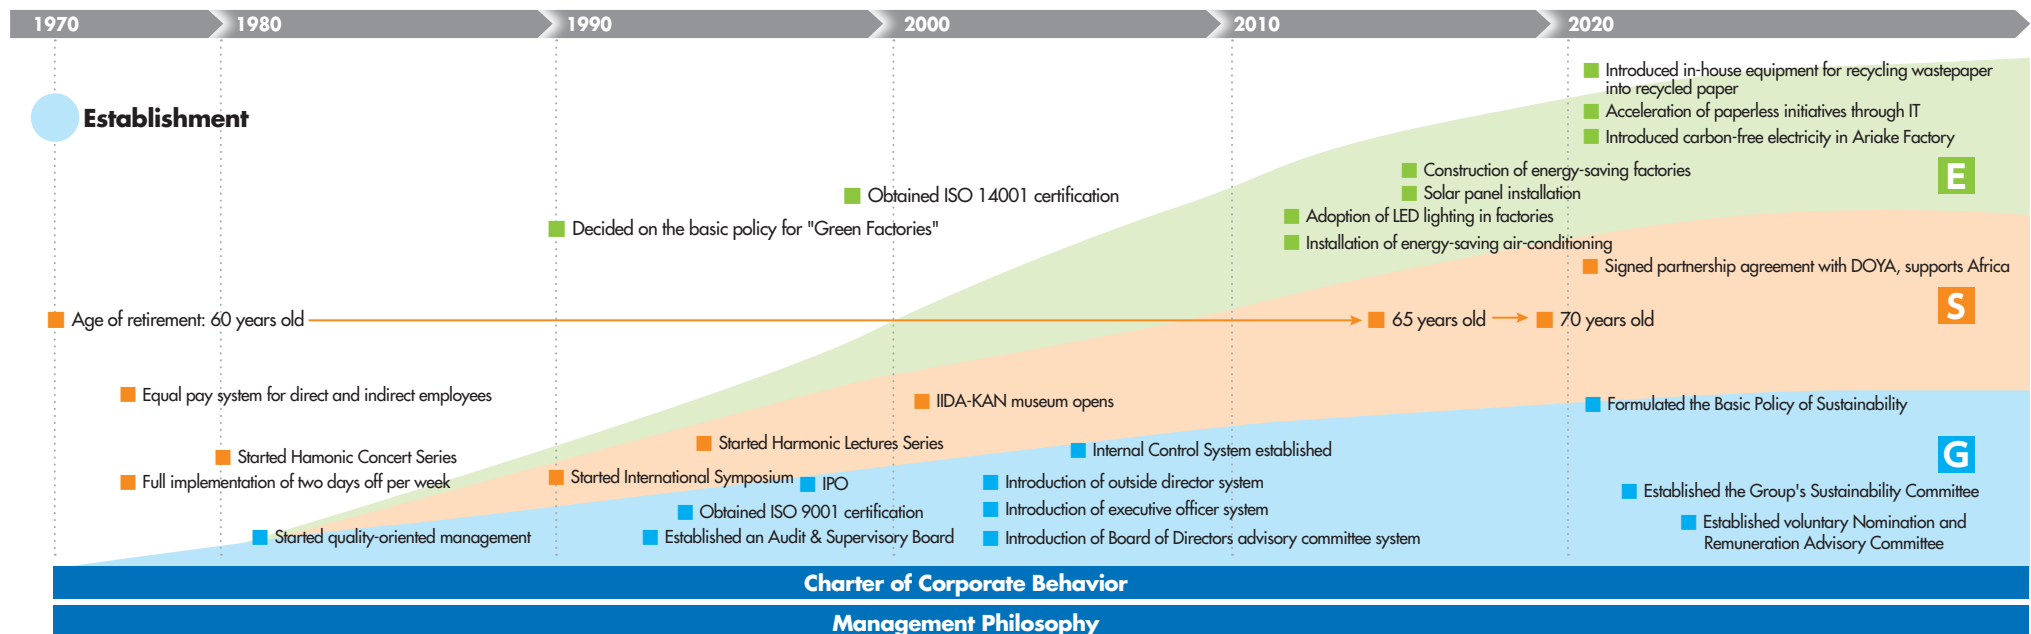 1970
1980
1990
2000
2010
2020
Establishment
Introduced in-house equipment for recycling wastepaper
into recycled paper
Acceleration of paperless initiatives through IT
Introduced carbon-free electricity in Ariake Factory
E
Construction of energy-saving factories
Solar panel installation
Obtained ISO 14001 certification
Adoption of LED lighting in factories
Decided on the basic policy for "Green Factories"
Installation of energy-saving air-conditioning
Signed partnership agreement with DOYA, supports Africa
S
Age of retirement: 60 years old
65 years old
70 years old
Equal pay system for direct and indirect employees
IIDA-KAN museum opens
Formulated the Basic Policy of Sustainability
Started Harmonic Lectures Series
Internal Control System established
Started Hamonic Concert Series
G
Started International Symposium
Full implementation of two days off per week
IPO
Introduction of outside director system
Established the Group's Sustainability Committee
Obtained ISO 9001 certification
Introduction of executive officer system
Established voluntary Nomination and
Remuneration Advisory Committee
Started quality-oriented management
Established an Audit & Supervisory Board
Introduction of Board of Directors advisory committee system
Charter of Corporate Behavior
Management Philosophy